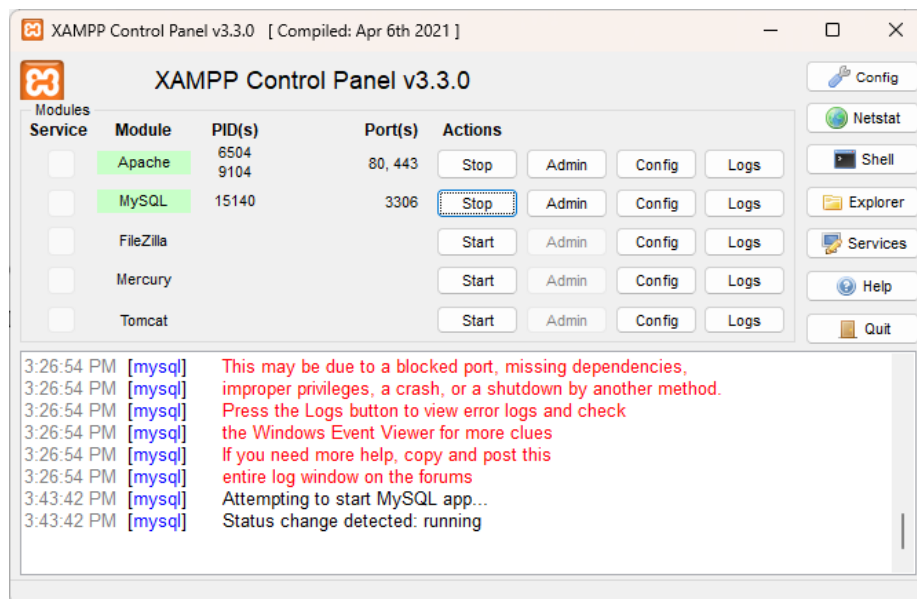 XAMPP Control Panel v3.3.0 [ Compiled: Apr 6th 2021 ]
XAMPP Control Panel v3.3.0
Config
Modules
Service Module PID(s) Port(s) Actions
Netstat
Apache 6504 9104 80, 443 Stop Admin Config Logs
Shell
MySQL 15140 3306 Stop Admin Config Logs
Explorer
FileZilla Start Admin Config Logs
Services
Mercury Start Admin Config Logs
Help
Tomcat Start Admin Config Logs
Quit
3:26:54 PM [mysql] This may be due to a blocked port, missing dependencies,
3:26:54 PM [mysql] improper privileges, a crash, or a shutdown by another method.
3:26:54 PM [mysql] Press the Logs button to view error logs and check
3:26:54 PM [mysql] the Windows Event Viewer for more clues
3:26:54 PM [mysql] If you need more help, copy and post this
3:26:54 PM [mysql] entire log window on the forums
3:43:42 PM [mysql] Attempting to start MySQL app...
3:43:42 PM [mysql] Status change detected: running